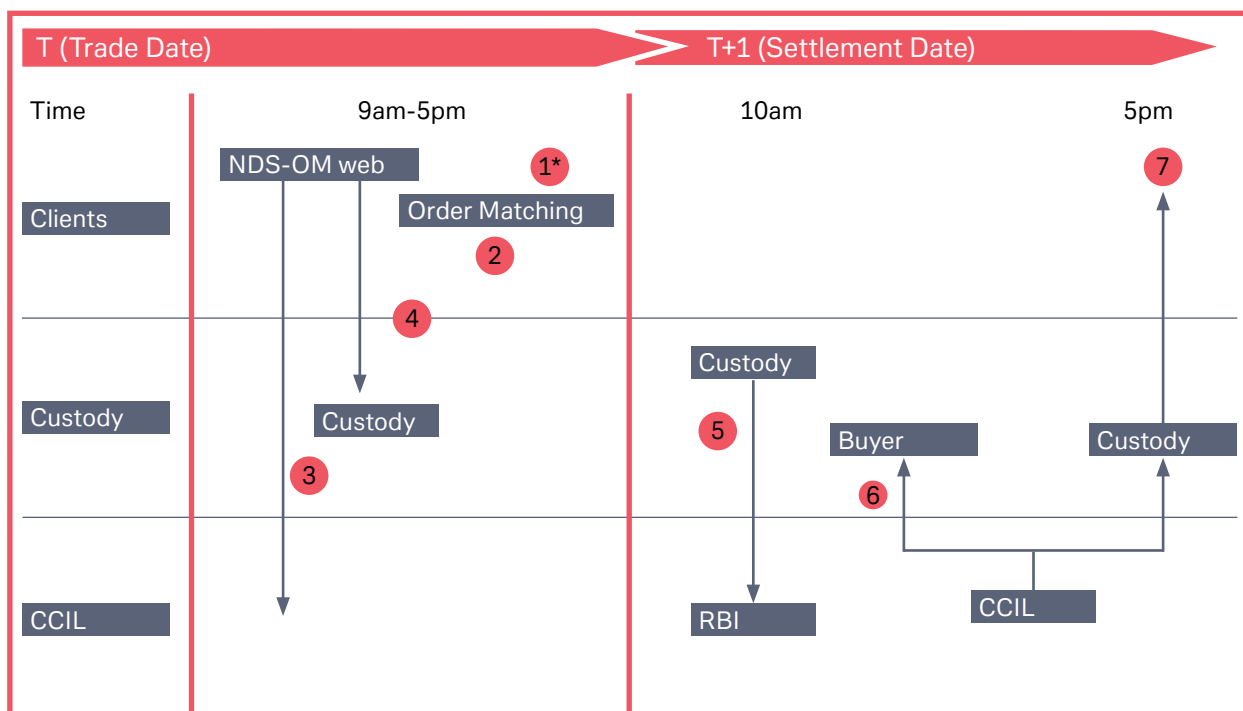 T (Trade Date)
T+1 (Settlement Date)
Time
9am-5pm
10am
5pm
NDS-OM web
1*
7
Clients
Order Matching
2
4
Custody
Custody
Custody
5
Buyer
Custody
3
6
CCIL
RBI
CCIL